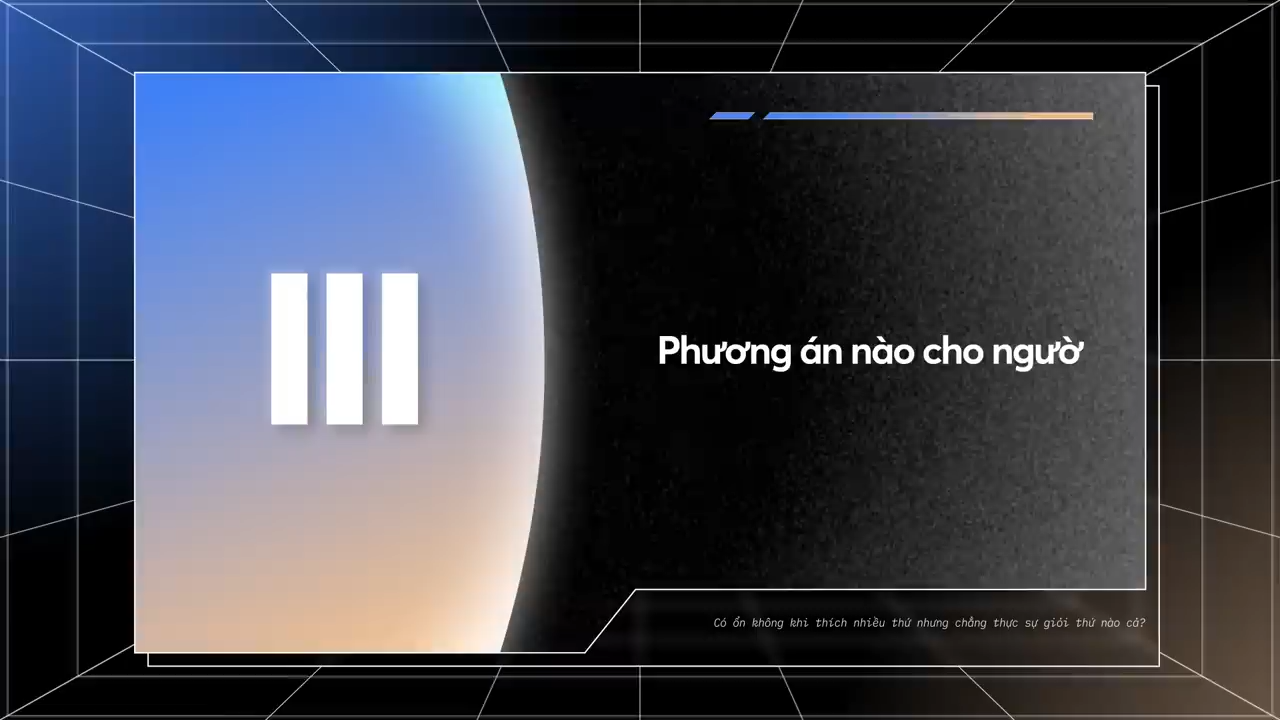 III
Phương án nào cho ngườ
Có ổn không khi thích nhiều thứ nhưng chẳng thực sự giỏi thứ nào cả?